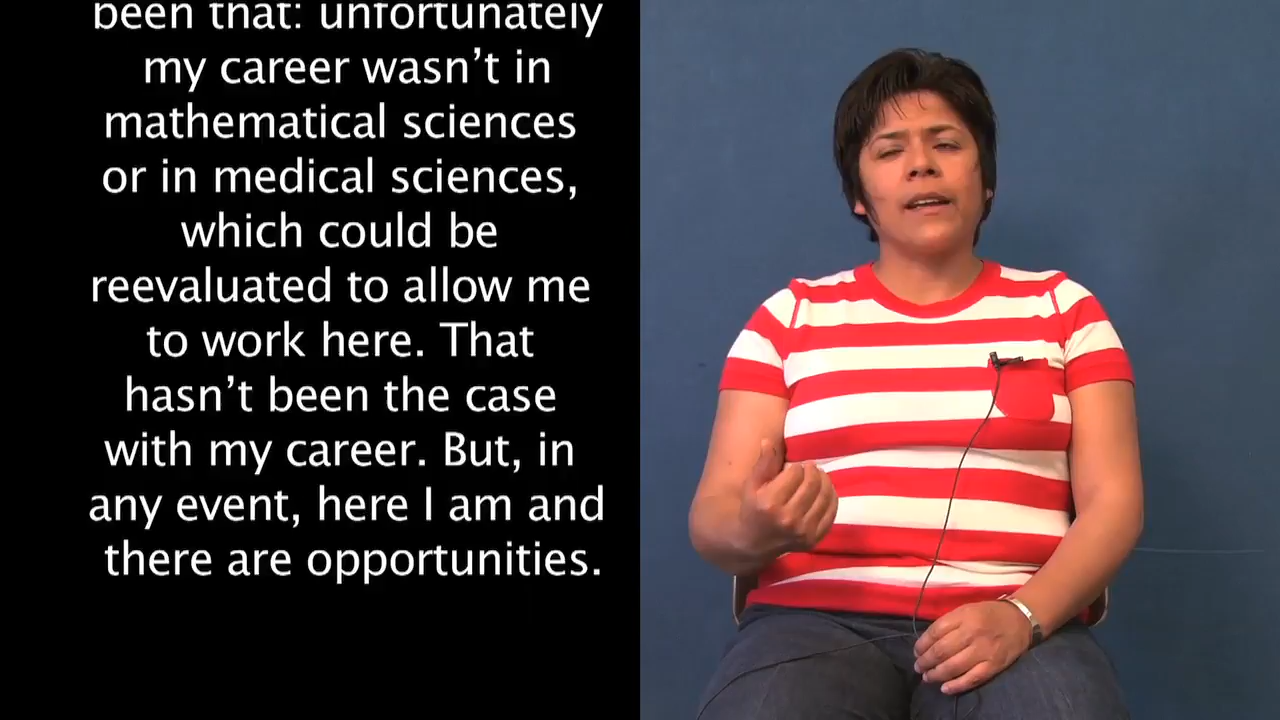 been that: unfortunately
my career wasn’t in
mathematical sciences
or in medical sciences,
which could be
reevaluated to allow me
to work here. That
hasn’t been the case
with my career. But, in
any event, here I am and
there are opportunities.